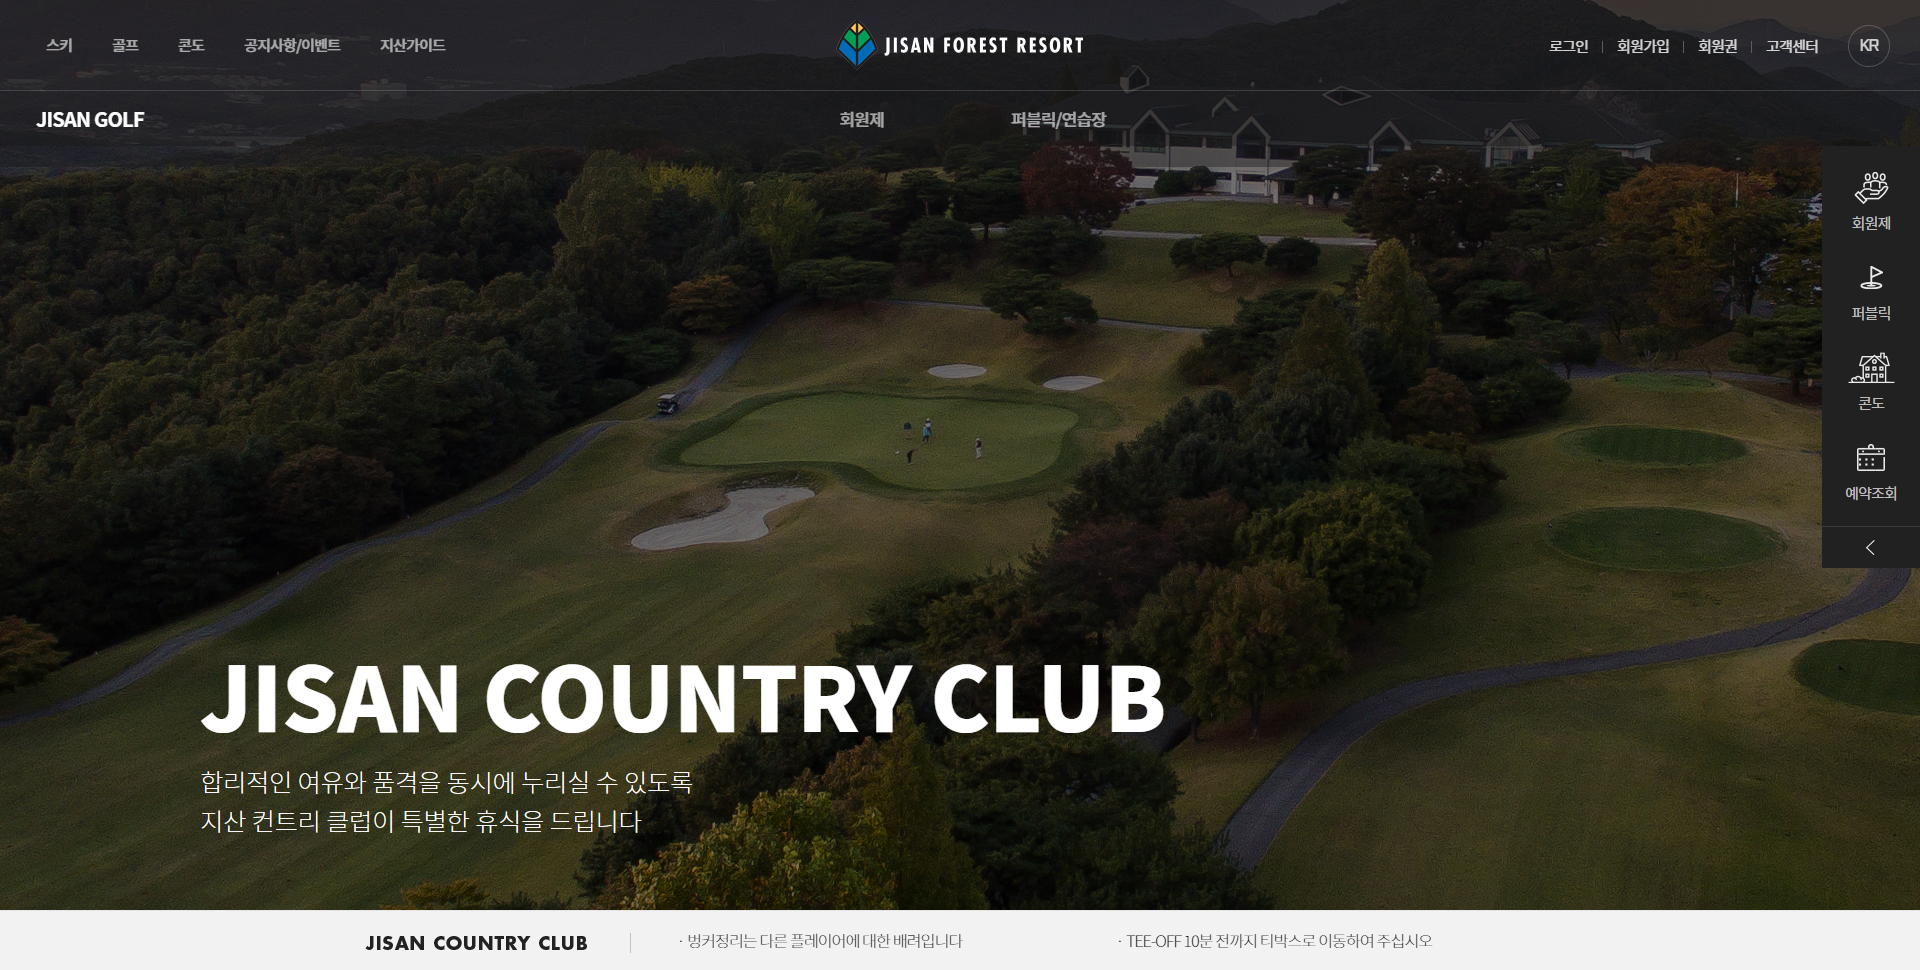 스키 골프 콘도 공지사항/이벤트 지산가이드
JISAN FOREST RESORT
로그인 회원가입 회원권 고객센터 KR
JISAN GOLF
회원제 퍼블릭/연습장
회원제
퍼블릭
콘도
예약조회
JISAN COUNTRY CLUB
합리적인 여유와 품격을 동시에 누리실 수 있도록
지산 컨트리 클럽이 특별한 휴식을 드립니다
JISAN COUNTRY CLUB
· 벙커정리는 다른 플레이어에 대한 배려입니다
· TEE-OFF 10분 전까지 티박스로 이동하여 주십시오